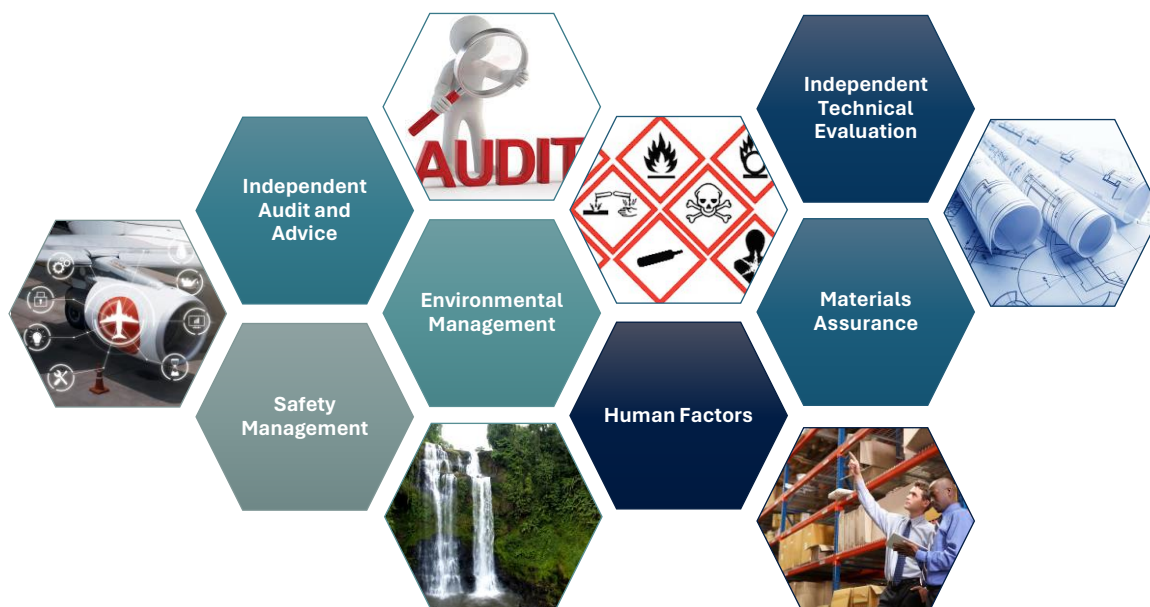 AUDIT
Independent
Technical
Evaluation
Independent
Audit and
Advice
Environmental
Management
Materials
Assurance
Safety
Management
Human Factors